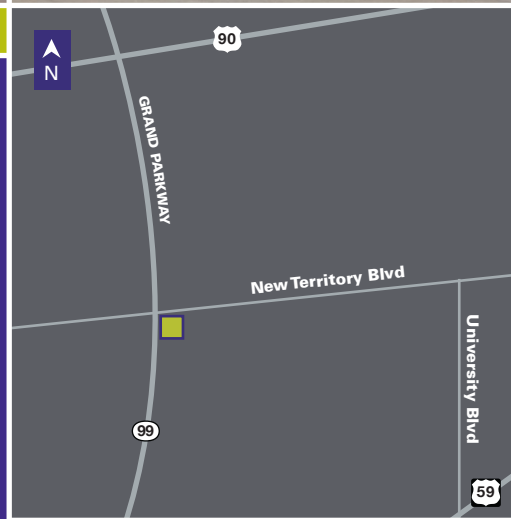 90
N
GRAND PARKWAY
New Territory Blvd
University Blvd
99
59